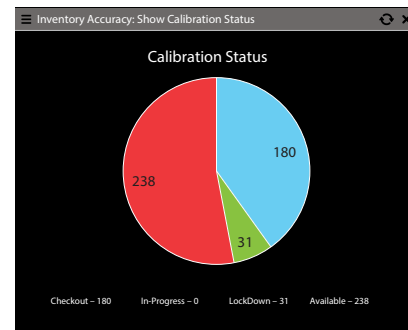 Inventory Accuracy: Show Calibration Status
Calibration Status
180
238
31
Checkout – 180 In-Progress – 0 LockDown – 31 Available – 238